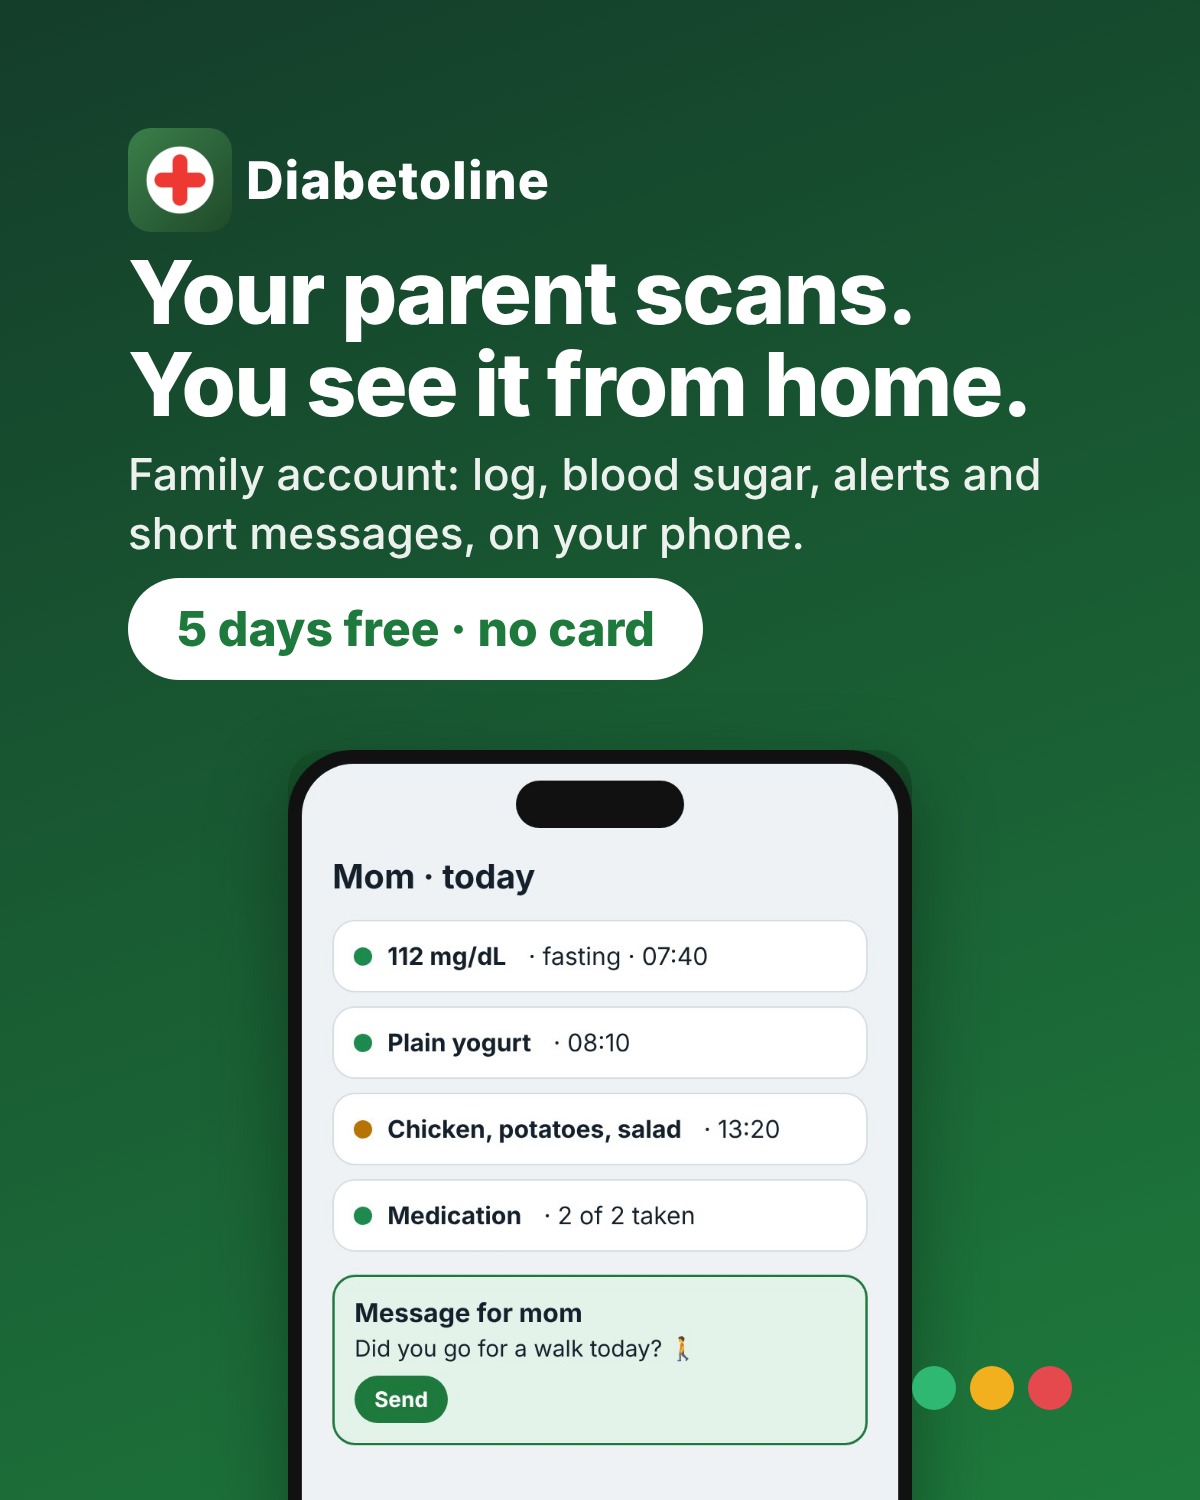 Diabetoline
Your parent scans.
You see it from home.
Family account: log, blood sugar, alerts and
short messages, on your phone.
5 days free · no card
Mom · today
112 mg/dL · fasting · 07:40
Plain yogurt · 08:10
Chicken, potatoes, salad · 13:20
Medication · 2 of 2 taken
Message for mom
Did you go for a walk today? 🚶
Send